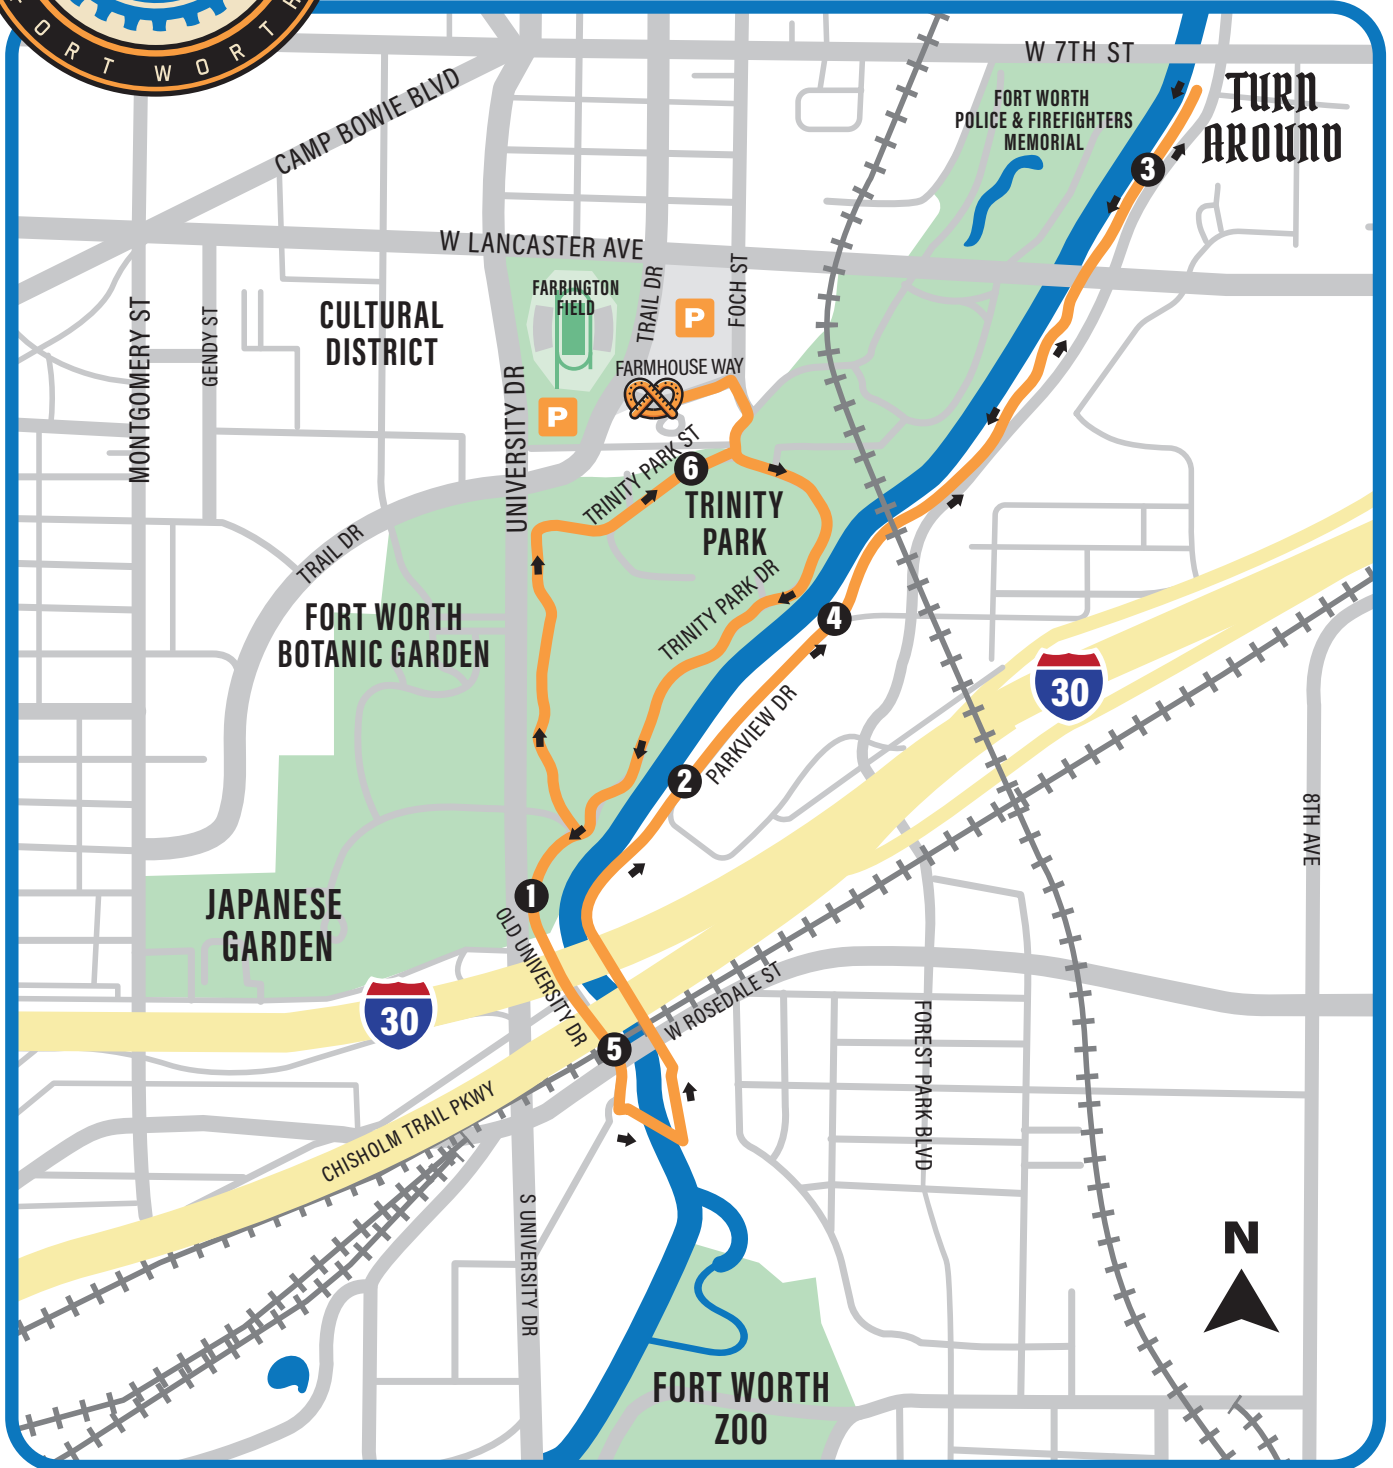 FORT WORTH
W 7TH ST
CAMP BOWIE BLVD
FORT WORTH
POLICE & FIREFIGHTERS
MEMORIAL
TURN
AROUND
3
W LANCASTER AVE
FARRINGTON
FIELD
TRAIL DR
P
FOCH ST
CULTURAL
DISTRICT
MONTGOMERY ST
GENDY ST
FARMHOUSE WAY
UNIVERSITY DR
P
TRINITY PARK ST
6
TRINITY
PARK
TRAIL DR
TRINITY PARK DR
FORT WORTH
BOTANIC GARDEN
4
30
PARKVIEW DR
2
8TH AVE
JAPANESE
GARDEN
1
OLD UNIVERSITY DR
30
W ROSEDALE ST
5
FOREST PARK BLVD
CHISHOLM TRAIL PKWY
S UNIVERSITY DR
N
FORT WORTH
ZOO